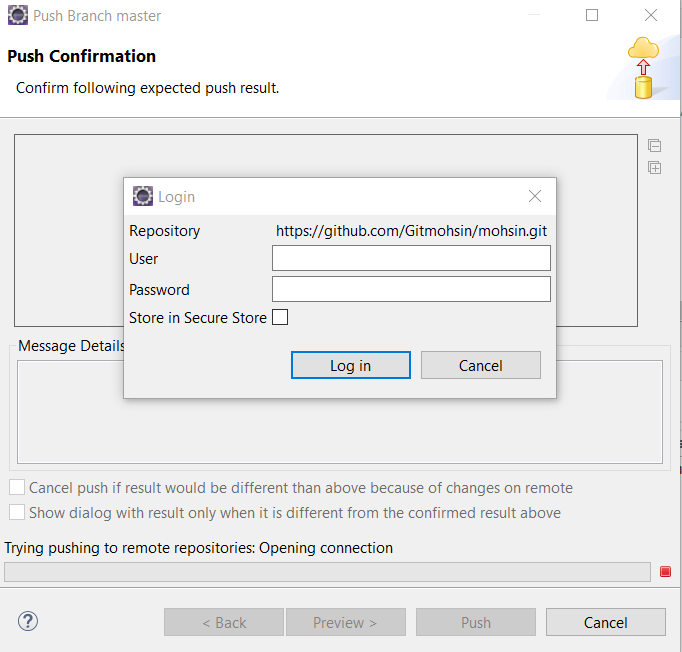 Push Branch master
Push Confirmation
Confirm following expected push result.
Login
Repository https://github.com/Gitmohsin/mohsin.git
User
Password
Store in Secure Store
Log in Cancel
Message Details
Cancel push if result would be different than above because of changes on remote
Show dialog with result only when it is different from the confirmed result above
Trying pushing to remote repositories: Opening connection
? < Back Preview > Push Cancel